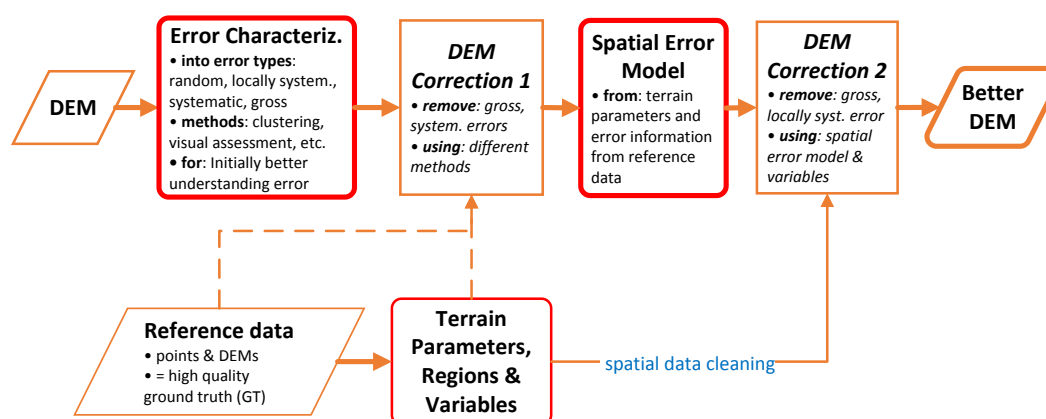 DEM
Error Characteriz.
• into error types:
random, locally system.,
systematic, gross
• methods: clustering,
visual assessment, etc.
• for: Initially better
understanding error
DEM
Correction 1
• remove: gross,
system. errors
• using: different
methods
Spatial Error
Model
• from: terrain
parameters and
error information
from reference
data
DEM
Correction 2
• remove: gross,
locally syst. error
• using: spatial
error model &
variables
Better
DEM
Reference data
• points & DEMs
• = high quality
ground truth (GT)
Terrain
Parameters,
Regions &
Variables
spatial data cleaning